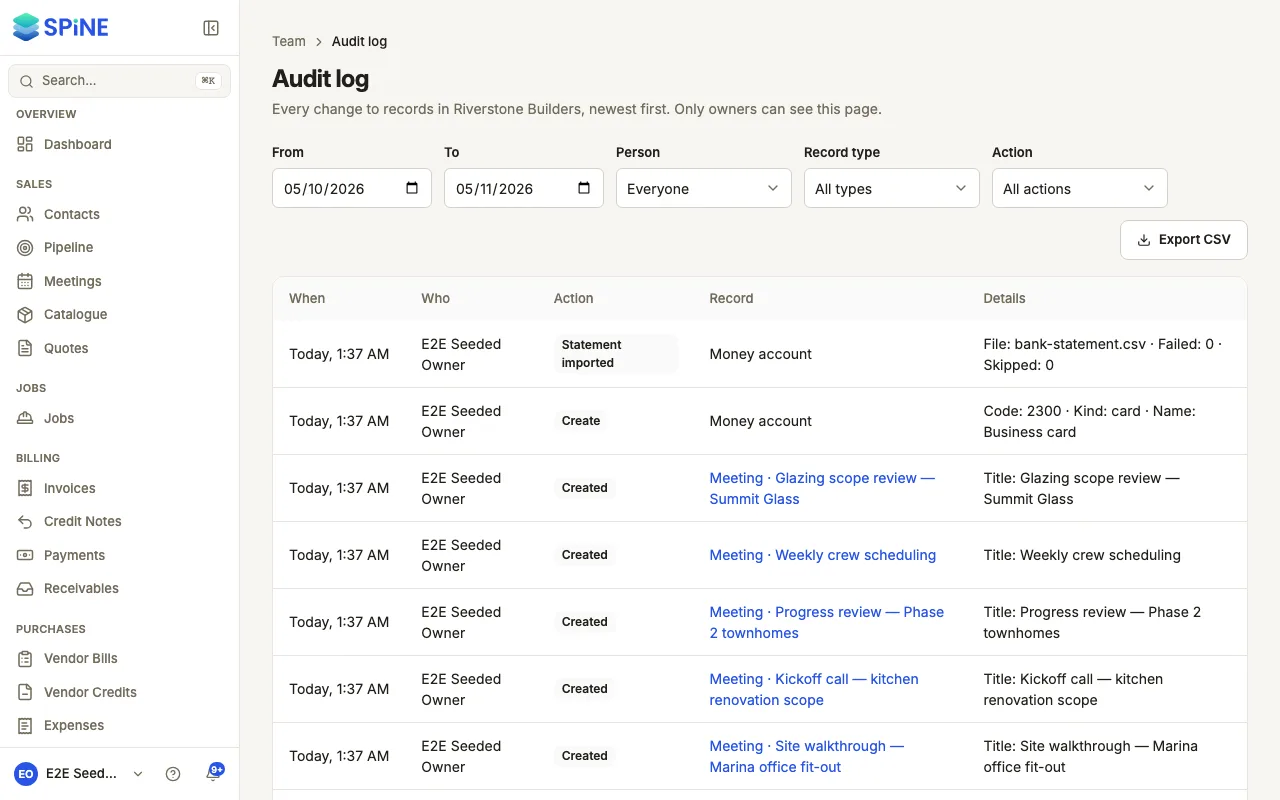 SPiNE
Search...
⌘K
OVERVIEW
Dashboard
SALES
Contacts
Pipeline
Meetings
Catalogue
Quotes
JOBS
Jobs
BILLING
Invoices
Credit Notes
Payments
Receivables
PURCHASES
Vendor Bills
Vendor Credits
Expenses
EO
E2E Seed...
9+
Team
Audit log
Audit log
Every change to records in Riverstone Builders, newest first. Only owners can see this page.
From
To
Person
Record type
Action
05/10/2026
05/11/2026
Everyone
All types
All actions
Export CSV
When
Who
Action
Record
Details
Today, 1:37 AM
E2E Seeded
Owner
Statement
imported
Money account
File: bank-statement.csv · Failed: 0 ·
Skipped: 0
Today, 1:37 AM
E2E Seeded
Owner
Create
Money account
Code: 2300 · Kind: card · Name:
Business card
Today, 1:37 AM
E2E Seeded
Owner
Created
Meeting · Glazing scope review —
Summit Glass
Title: Glazing scope review —
Summit Glass
Today, 1:37 AM
E2E Seeded
Owner
Created
Meeting · Weekly crew scheduling
Title: Weekly crew scheduling
Today, 1:37 AM
E2E Seeded
Owner
Created
Meeting · Progress review — Phase
2 townhomes
Title: Progress review — Phase 2
townhomes
Today, 1:37 AM
E2E Seeded
Owner
Created
Meeting · Kickoff call — kitchen
renovation scope
Title: Kickoff call — kitchen
renovation scope
Today, 1:37 AM
E2E Seeded
Owner
Created
Meeting · Site walkthrough —
Marina office fit-out
Title: Site walkthrough — Marina
office fit-out